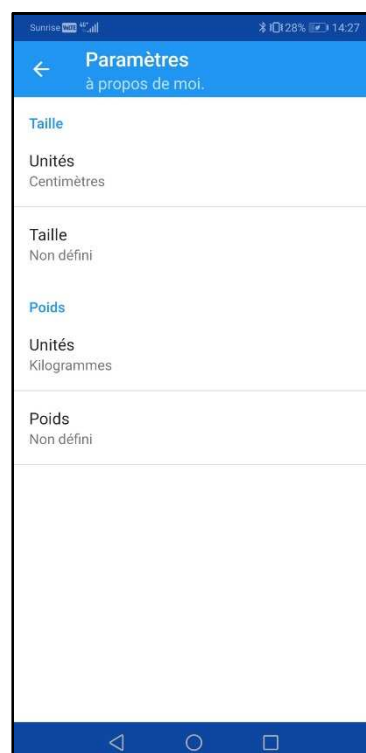 Sunrise 28% 14:27
Paramètres
à propos de moi.
Taille
Unités
Centimètres
Taille
Non défini
Poids
Unités
Kilogrammes
Poids
Non défini